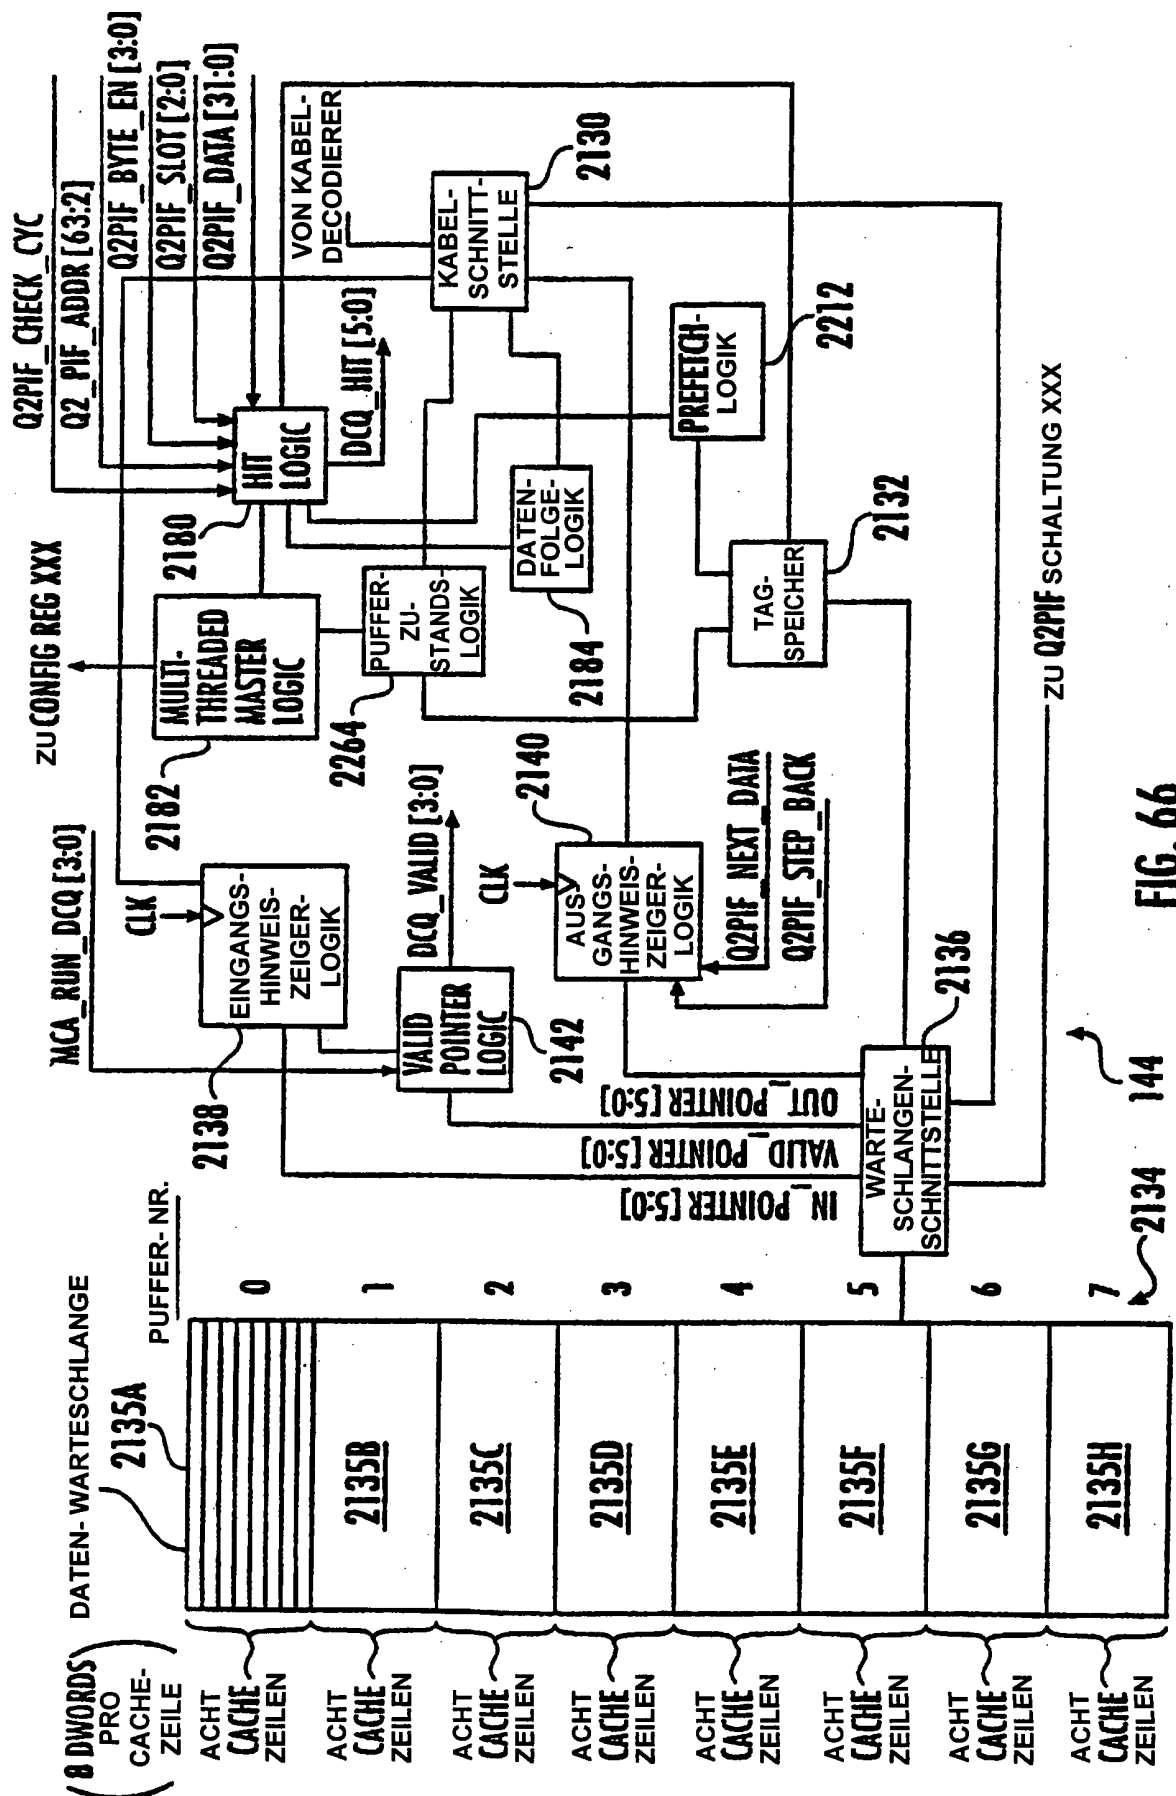 (8 DWORDS
PRO
CACHE-
ZEILE)
DATEN-WARTESCHLANGE
2135A
PUFFER-NR.
ACHT
CACHE
ZEILEN
0
ACHT
CACHE
ZEILEN
2135B
1
ACHT
CACHE
ZEILEN
2135C
2
ACHT
CACHE
ZEILEN
2135D
3
ACHT
CACHE
ZEILEN
2135E
4
ACHT
CACHE
ZEILEN
2135F
5
ACHT
CACHE
ZEILEN
2135G
6
ACHT
CACHE
ZEILEN
2135H
7
2134
MCA_RUN_DCQ [3:0]
2138
CLK
EINGANGS-
HINWEIS-
ZEIGER-
LOGIK
VALID
POINTER
LOGIC
2142
DCQ_VALID [3:0]
IN_POINTER [5:0]
VALID_POINTER [5:0]
OUT_POINTER [5:0]
CLK
2140
AUS-
GANGS-
HINWEIS-
ZEIGER-
LOGIK
Q2PIF_NEXT_DATA
Q2PIF_STEP_BACK
WARTE-
SCHLANGEN-
SCHNITTSTELLE
2136
ZU Q2PIF SCHALTUNG XXX
144
ZU CONFIG REG XXX
2182
MULTI-
THREADED
MASTER
LOGIC
2180
HIT
LOGIC
Q2PIF_CHECK_CYC
Q2_PIF_ADDR [63:2]
Q2PIF_BYTE_EN [3:0]
Q2PIF_SLOT [2:0]
Q2PIF_DATA [31:0]
DCQ_HIT [5:0]
VON KABEL-
DECODIERER
2264
PUFFER-
ZU-
STANDS-
LOGIK
2184
DATEN-
FOLGE-
LOGIK
KABEL-
SCHNITT-
STELLE
2130
PREFETCH-
LOGIK
2212
TAG-
SPEICHER
2132
FIG. 66